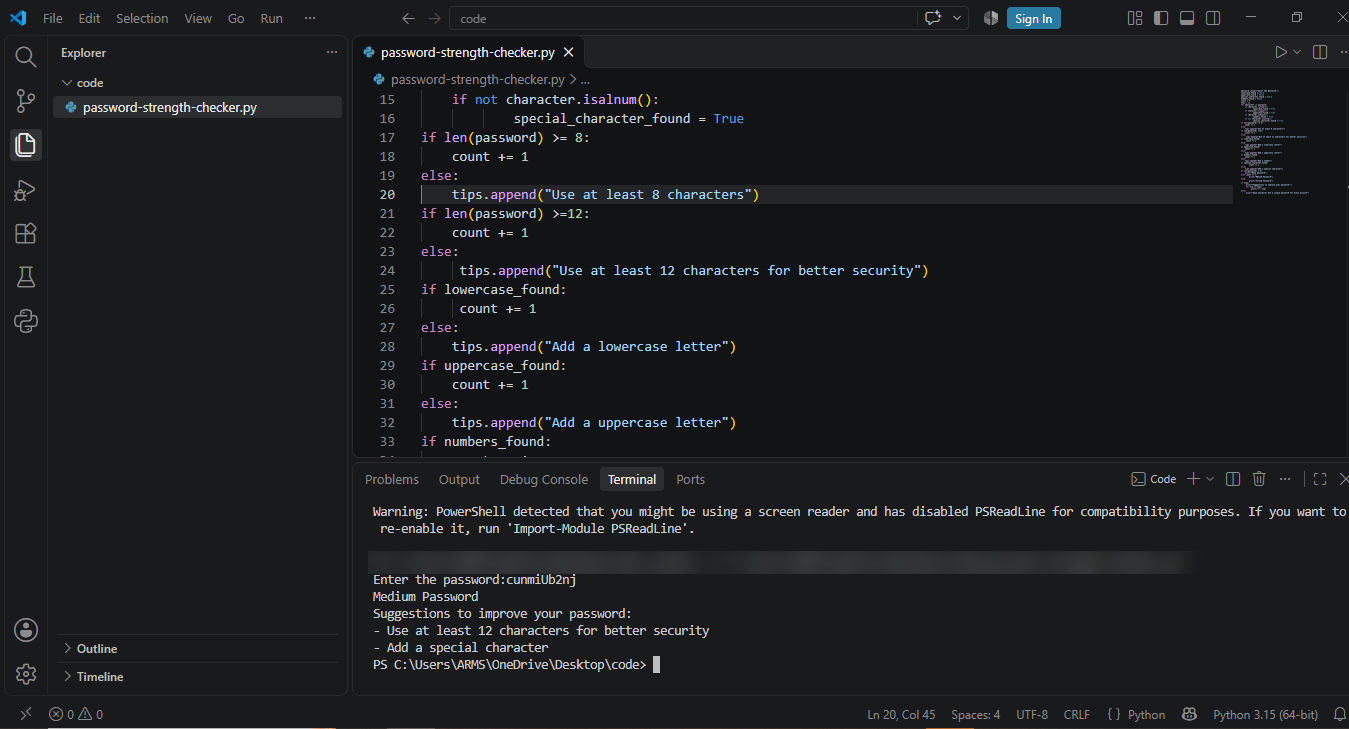 File Edit Selection View Go Run ··· code Sign In
Explorer ···
password-strength-checker.py
code
password-strength-checker.py
password-strength-checker.py > ...
15 if not character.isalnum():
16 special_character_found = True
17 if len(password) >= 8:
18 count += 1
19 else:
20 tips.append("Use at least 8 characters")
21 if len(password) >=12:
22 count += 1
23 else:
24 tips.append("Use at least 12 characters for better security")
25 if lowercase_found:
26 count += 1
27 else:
28 tips.append("Add a lowercase letter")
29 if uppercase_found:
30 count += 1
31 else:
32 tips.append("Add a uppercase letter")
33 if numbers_found:
Problems Output Debug Console Terminal Ports Code
Warning: PowerShell detected that you might be using a screen reader and has disabled PSReadLine for compatibility purposes. If you want to
re-enable it, run 'Import-Module PSReadLine'.
Enter the password:cunmiUb2nj
Medium Password
Suggestions to improve your password:
- Use at least 12 characters for better security
- Add a special character
PS C:\Users\ARMS\OneDrive\Desktop\code>
Outline
Timeline
0 0 Ln 20, Col 45 Spaces: 4 UTF-8 CRLF { } Python Python 3.15 (64-bit)